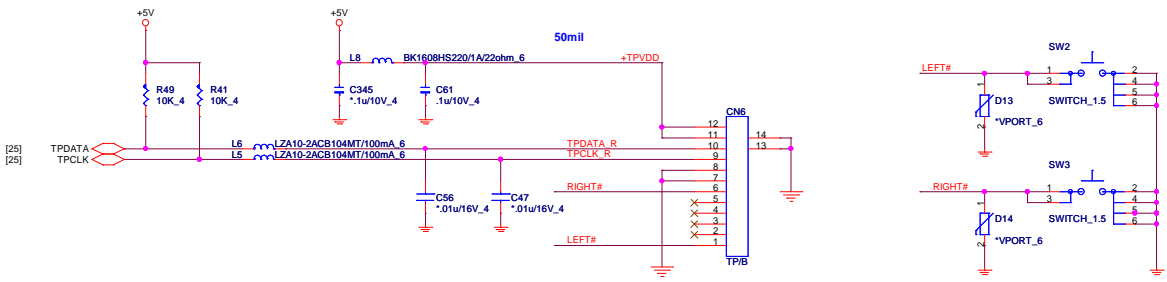 +5V
+5V
50mil
L8 BK1608HS220/1A/22ohm_6 +TPVDD
R49
10K_4
R41
10K_4
C345
*.1u/10V_4
C61
.1u/10V_4
[25] TPDATA
[25] TPCLK
L6 LZA10-2ACB104MT/100mA_6 TPDATA_R
L5 LZA10-2ACB104MT/100mA_6 TPCLK_R
C56
*.01u/16V_4
C47
*.01u/16V_4
RIGHT#
LEFT#
CN6
12
11
10
9
8
7
6
5
4
3
2
1
14
13
TP/B
SW2
LEFT#
1
3
2
4
5
6
SWITCH_1.5
1
D13
2
*VPORT_6
SW3
RIGHT#
1
3
2
4
5
6
SWITCH_1.5
1
D14
2
*VPORT_6